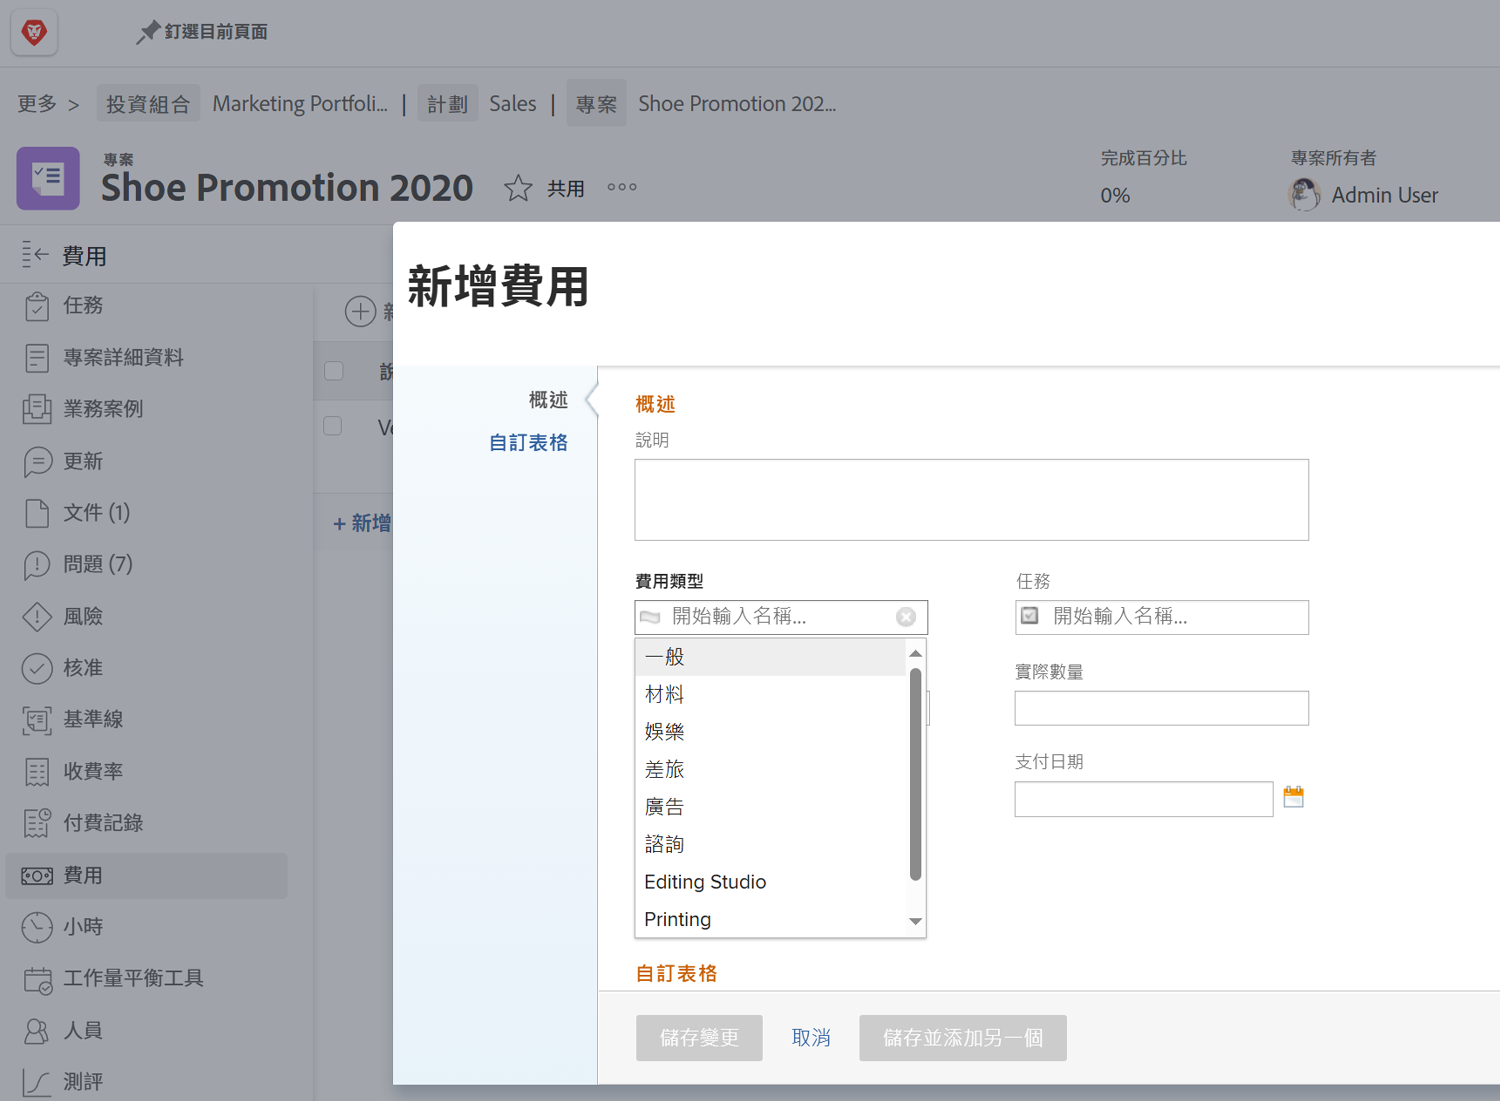 釘選目前頁面
更多 > 投資組合 Marketing Portfoli... | 計劃 Sales | 專案 Shoe Promotion 202...
專案
Shoe Promotion 2020 共用
完成百分比
0%
專案所有者
Admin User
費用
任務
專案詳細資料
業務案例
更新
文件 (1)
問題 (7)
風險
核准
基準線
收費率
付費記錄
費用
小時
工作量平衡工具
人員
測評
+ 新增
新增費用
概述
自訂表格
概述
說明
費用類型
開始輸入名稱...
一般
材料
娛樂
差旅
廣告
諮詢
Editing Studio
Printing
任務
開始輸入名稱...
實際數量
支付日期
自訂表格
儲存變更 取消 儲存並添加另一個